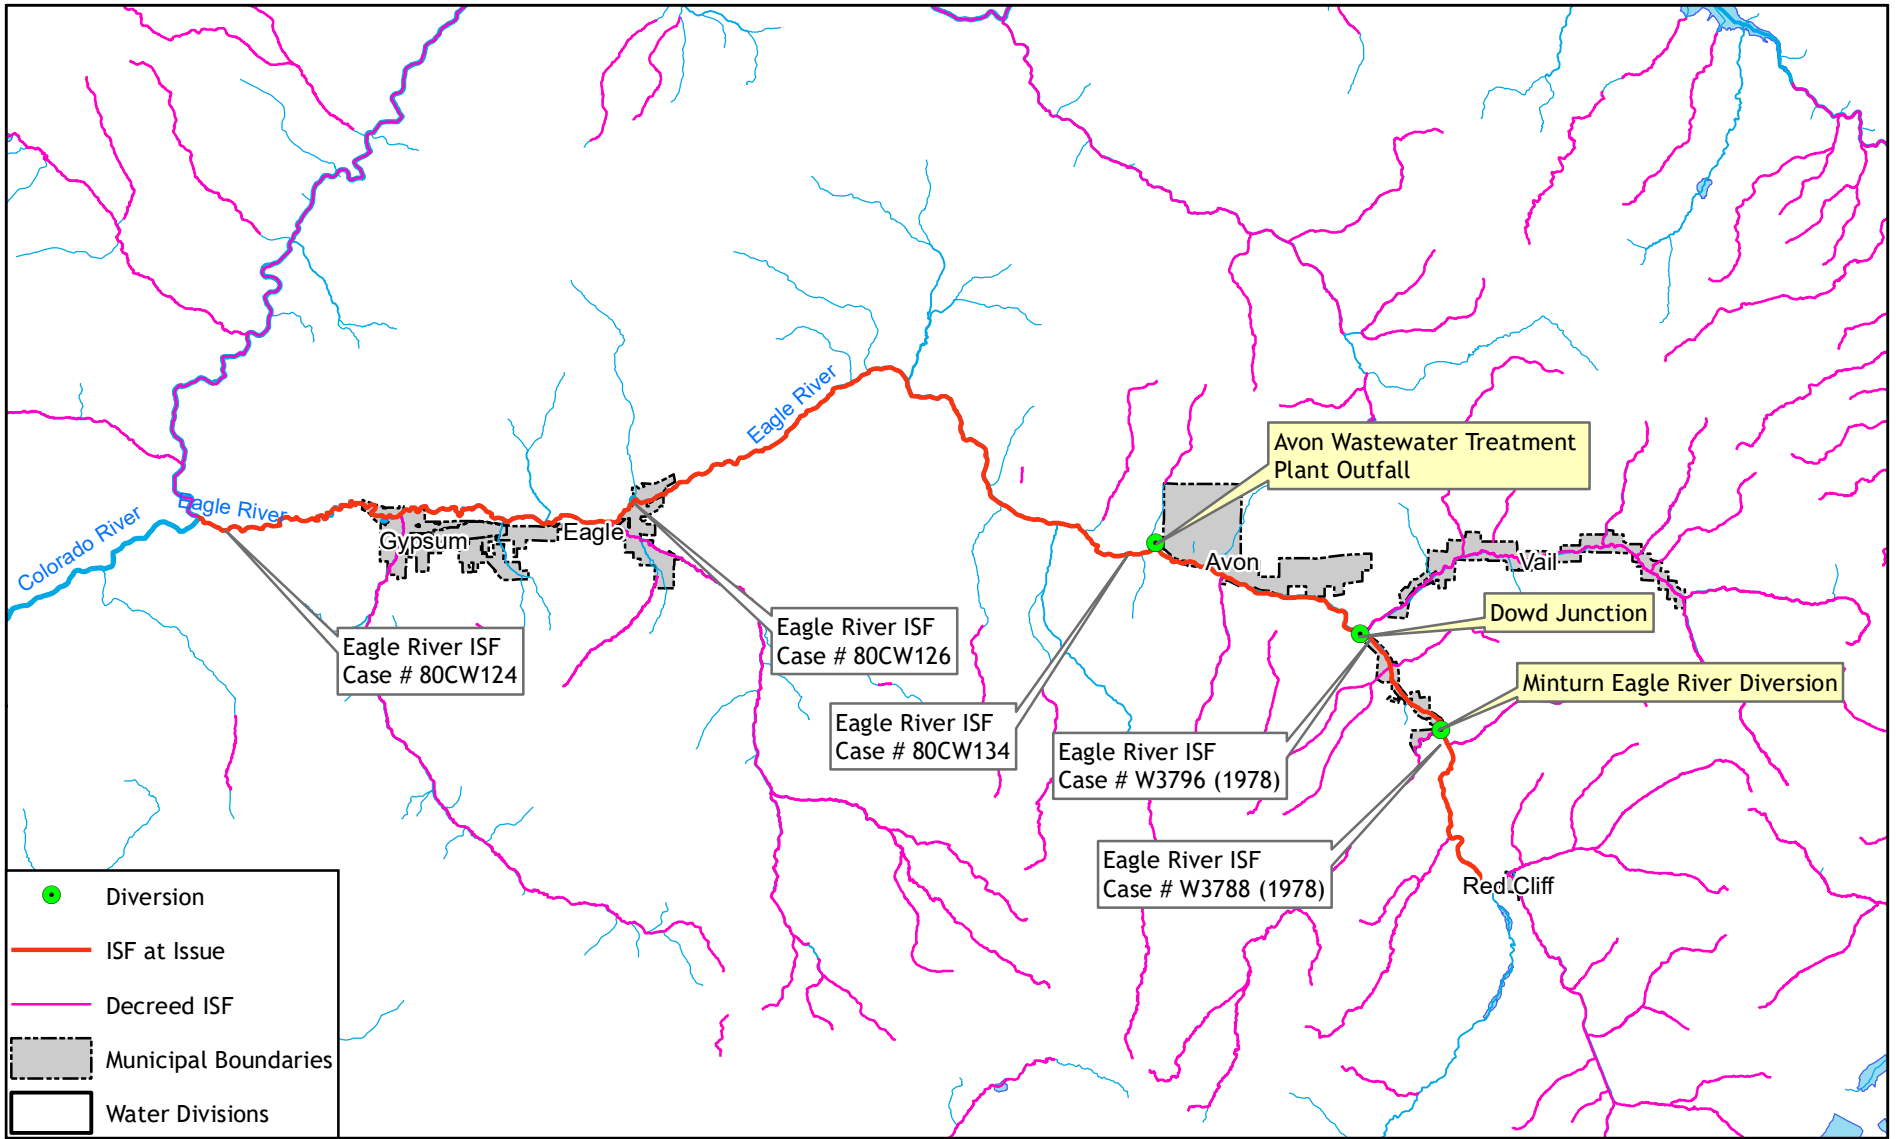 Eagle River
Avon Wastewater Treatment
Plant Outfall
Eagle River
Colorado River
Gypsum
Eagle
Avon
Vail
Dowd Junction
Eagle River ISF
Case # 80CW124
Eagle River ISF
Case # 80CW126
Minturn Eagle River Diversion
Eagle River ISF
Case # 80CW134
Eagle River ISF
Case # W3796 (1978)
Eagle River ISF
Case # W3788 (1978)
Red Cliff
Diversion
ISF at Issue
Decreed ISF
Municipal Boundaries
Water Divisions